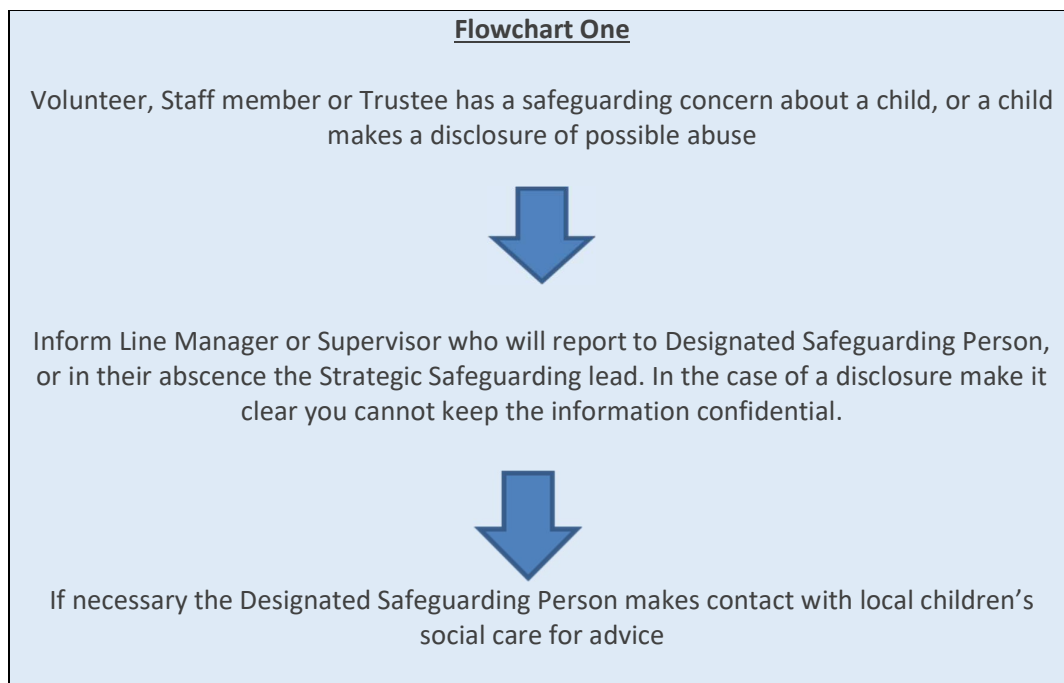 Flowchart One
Volunteer, Staff member or Trustee has a safeguarding concern about a child, or a child
makes a disclosure of possible abuse
Inform Line Manager or Supervisor who will report to Designated Safeguarding Person,
or in their abscence the Strategic Safeguarding lead. In the case of a disclosure make it
clear you cannot keep the information confidential.
If necessary the Designated Safeguarding Person makes contact with local children’s
social care for advice